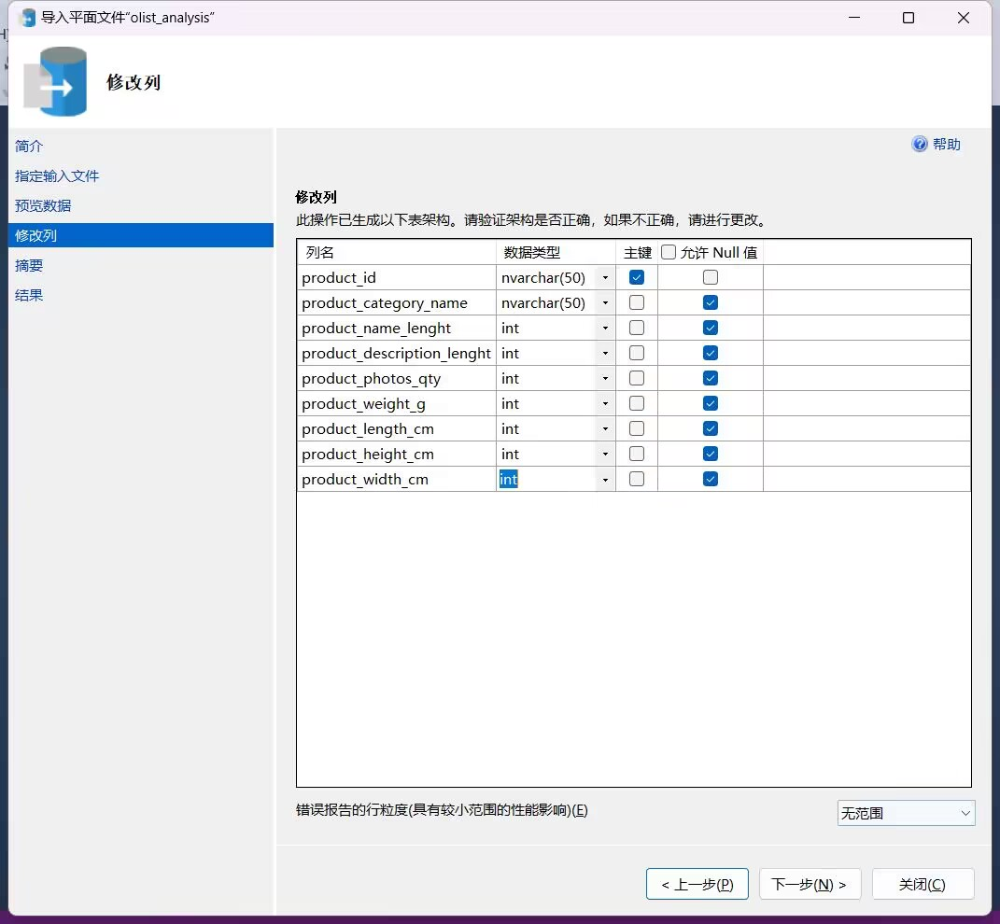 导入平面文件“olist_analysis”
修改列
简介
指定输入文件
预览数据
修改列
摘要
结果
帮助
修改列
此操作已生成以下表架构。请验证架构是否正确，如果不正确，请进行更改。
列名 数据类型 主键 允许 Null 值
product_id nvarchar(50)
product_category_name nvarchar(50)
product_name_lenght int
product_description_lenght int
product_photos_qty int
product_weight_g int
product_length_cm int
product_height_cm int
product_width_cm int
错误报告的行粒度(具有较小范围的性能影响)(E) 无范围
< 上一步(P) 下一步(N) > 关闭(C)